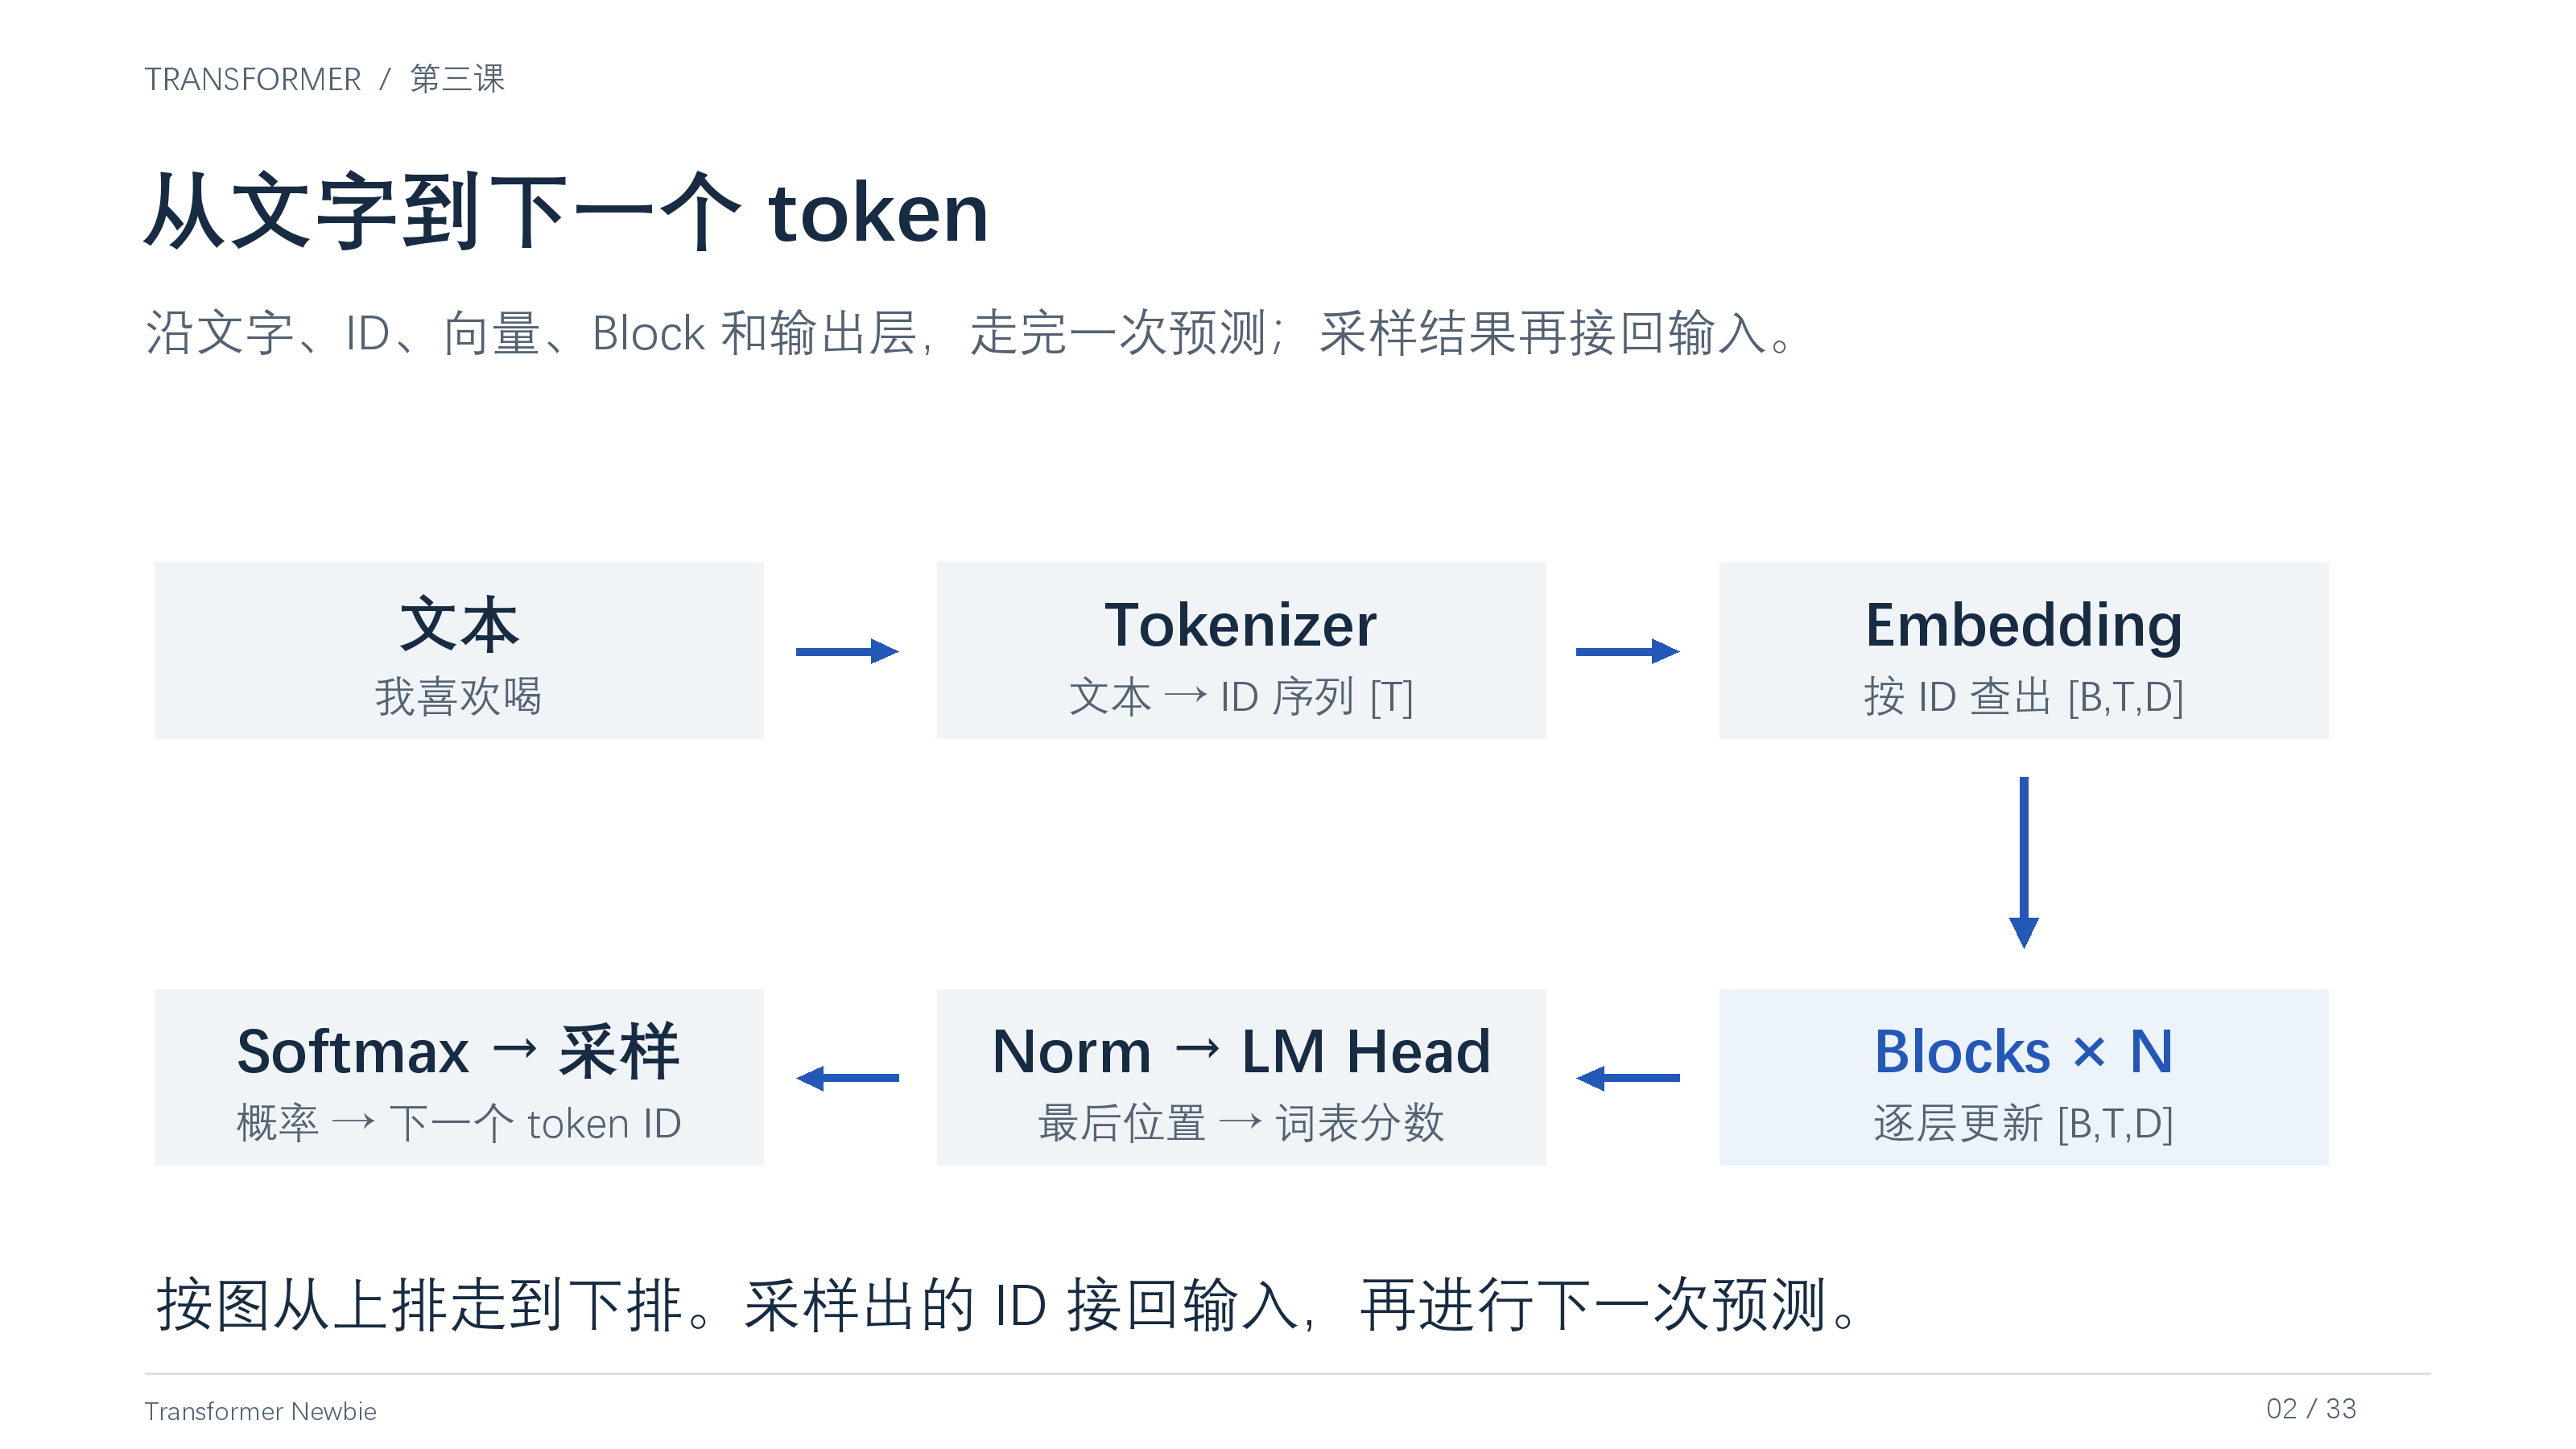 TRANSFORMER / 第三课
从文字到下一个 token
沿文字、ID、向量、Block 和输出层，走完一次预测；采样结果再接回输入。
文本
我喜欢喝
Tokenizer
文本 → ID 序列 [T]
Embedding
按 ID 查出 [B,T,D]
Softmax → 采样
概率 → 下一个 token ID
Norm → LM Head
最后位置 → 词表分数
Blocks × N
逐层更新 [B,T,D]
按图从上排走到下排。采样出的 ID 接回输入，再进行下一次预测。
Transformer Newbie
02 / 33